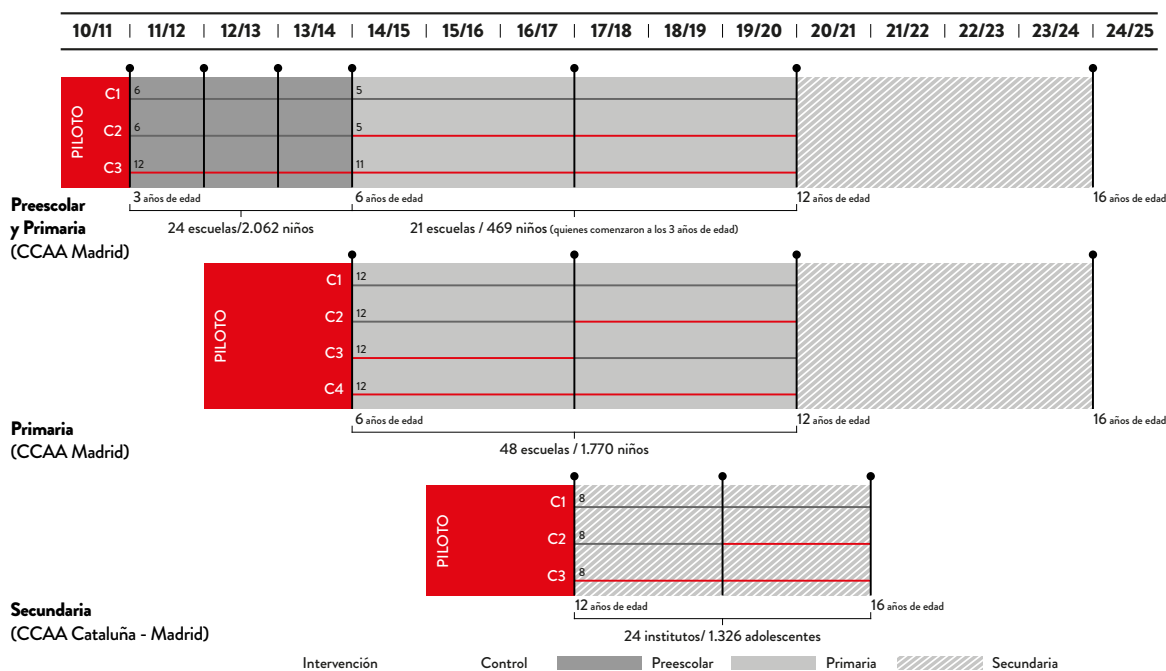 10/11 | 11/12 | 12/13 | 13/14 | 14/15 | 15/16 | 16/17 | 17/18 | 18/19 | 19/20 | 20/21 | 21/22 | 22/23 | 23/24 | 24/25
PILOTO
C1 6 5
C2 6 5
C3 12 11
3 años de edad 6 años de edad 12 años de edad 16 años de edad
Preescolar
y Primaria
(CCAA Madrid)
24 escuelas/2.062 niños 21 escuelas / 469 niños (quienes comenzaron a los 3 años de edad)
PILOTO
C1 12
C2 12
C3 12
C4 12
6 años de edad 12 años de edad 16 años de edad
Primaria
(CCAA Madrid)
48 escuelas / 1.770 niños
PILOTO
C1 8
C2 8
C3 8
12 años de edad 16 años de edad
Secundaria
(CCAA Cataluña - Madrid)
24 institutos/ 1.326 adolescentes
Intervención Control Preescolar Primaria Secundaria